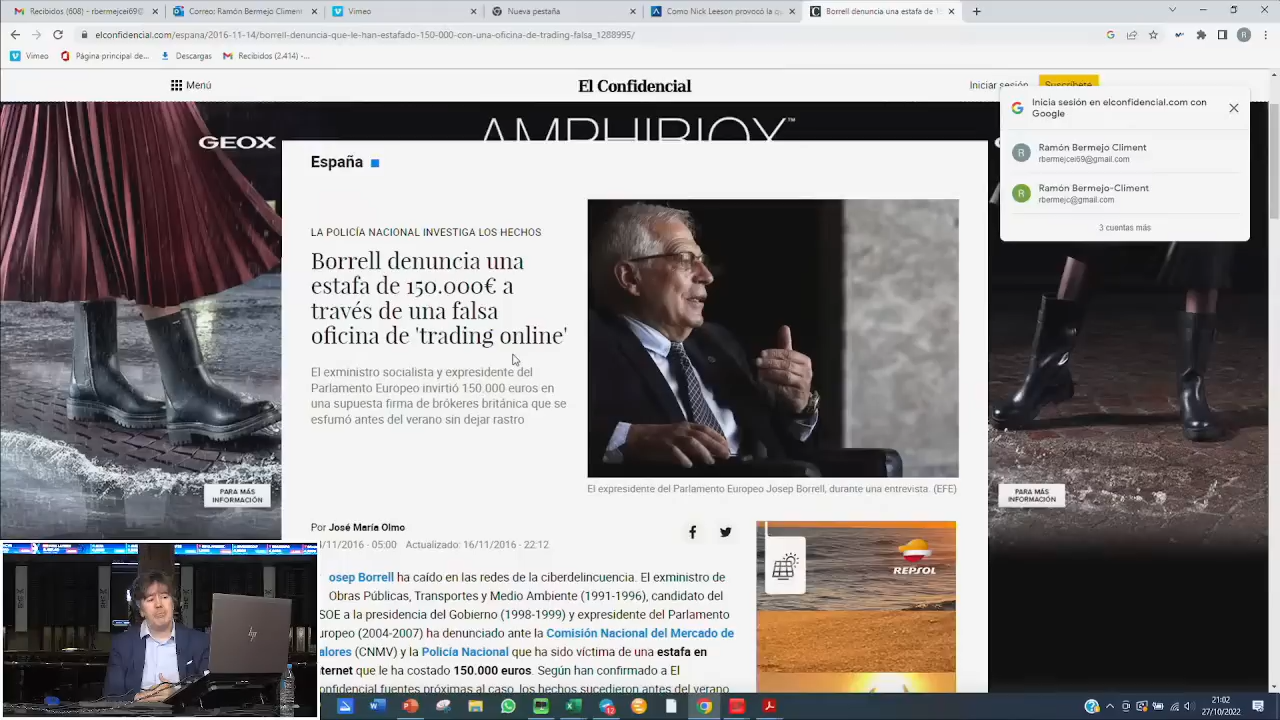 Recibidos (608) - rbermejcei69@
Correo: Ramón Bermejo Climent
Vimeo
Nueva pestaña
Como Nick Leeson provocó la q
Borrell denuncia una estafa de 15
elconfidencial.com/espana/2016-11-14/borrell-denuncia-que-le-han-estafado-150-000-con-una-oficina-de-trading-falsa_1288995/
Vimeo
Página principal de...
Descargas
Recibidos (2.414) -...
Menú
El Confidencial
Iniciar sesión
Suscríbete
Inicia sesión en elconfidencial.com con
Google
R
Ramón Bermejo Climent
rbermejcei69@gmail.com
R
Ramón Bermejo-Climent
rbermejc@gmail.com
3 cuentas más
GEOX
AMPHIBIOX™
España
LA POLICÍA NACIONAL INVESTIGA LOS HECHOS
Borrell denuncia una
estafa de 150.000€ a
través de una falsa
oficina de 'trading online'
El exministro socialista y expresidente del
Parlamento Europeo invirtió 150.000 euros en
una supuesta firma de brókeres británica que se
esfumó antes del verano sin dejar rastro
El expresidente del Parlamento Europeo Josep Borrell, durante una entrevista. (EFE)
PARA MÁS
INFORMACIÓN
PARA MÁS
INFORMACIÓN
Por José María Olmo
/11/2016 · 05:00 Actualizado: 16/11/2016 · 22:12
REPSOL
osep Borrell ha caído en las redes de la ciberdelincuencia. El exministro de
Obras Públicas, Transportes y Medio Ambiente (1991-1996), candidato del
SOE a la presidencia del Gobierno (1998-1999) y expresidente del Parlamento
uropeo (2004-2007) ha denunciado ante la Comisión Nacional del Mercado de
alores (CNMV) y la Policía Nacional que ha sido víctima de una estafa en
ternet que le ha costado 150.000 euros. Según han confirmado a El
onfidencial fuentes próximas al caso, los hechos sucedieron antes del verano
hp
21:02
27/10/2022